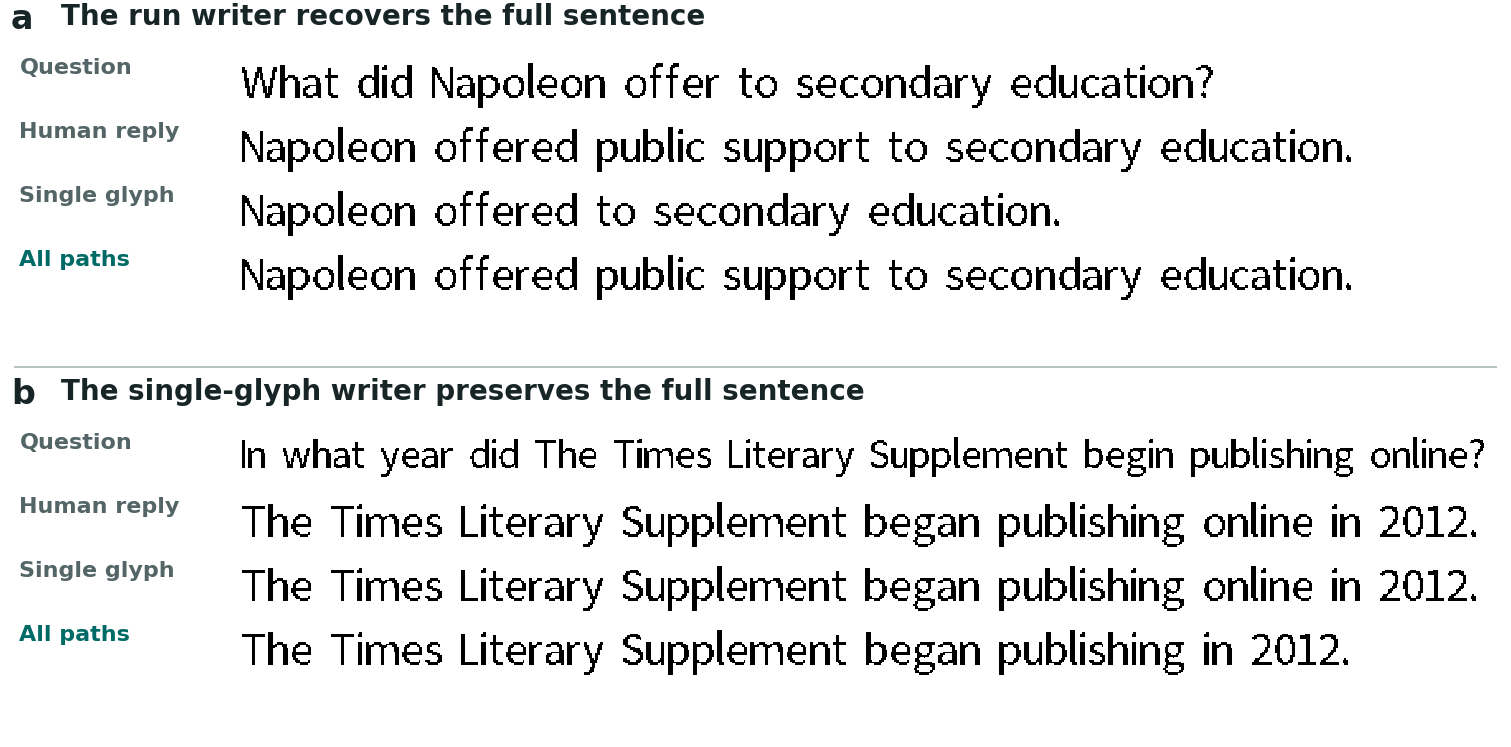 a The run writer recovers the full sentence
Question What did Napoleon offer to secondary education?
Human reply Napoleon offered public support to secondary education.
Single glyph Napoleon offered to secondary education.
All paths Napoleon offered public support to secondary education.
b The single-glyph writer preserves the full sentence
Question In what year did The Times Literary Supplement begin publishing online?
Human reply The Times Literary Supplement began publishing online in 2012.
Single glyph The Times Literary Supplement began publishing online in 2012.
All paths The Times Literary Supplement began publishing in 2012.